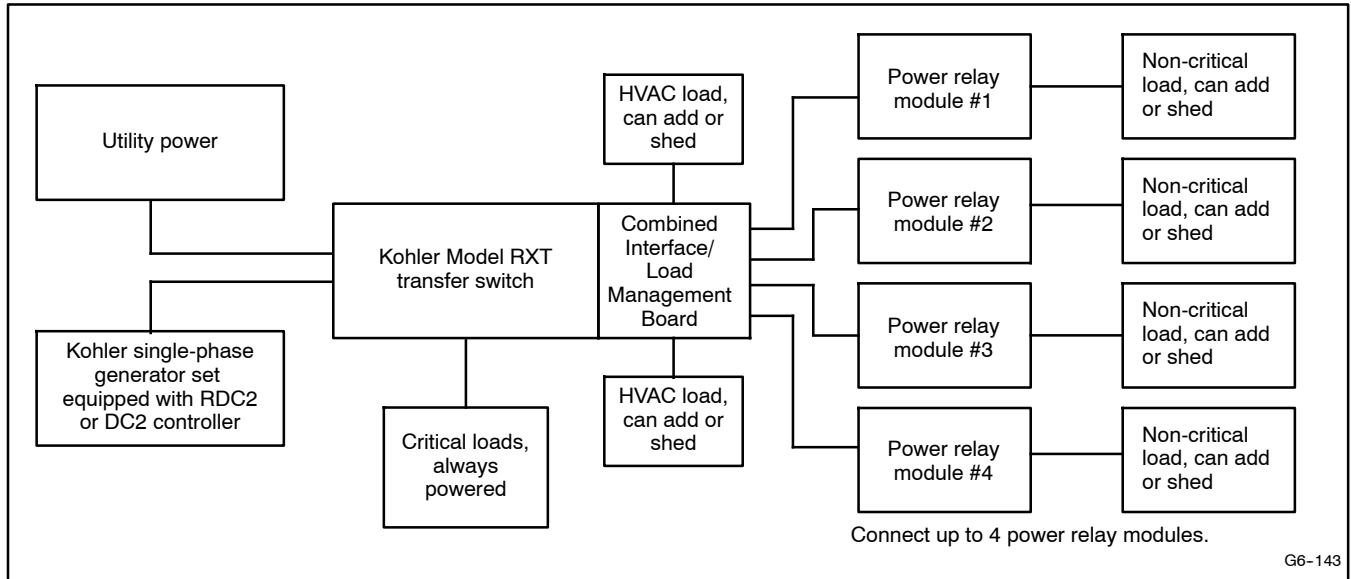 Utility power
Kohler single-phase
generator set
equipped with RDC2
or DC2 controller
Kohler Model RXT
transfer switch
Critical loads,
always
powered
HVAC load,
can add or
shed
Combined
Interface/
Load
Management
Board
HVAC load,
can add or
shed
Power relay
module #1
Non-critical
load, can add
or shed
Power relay
module #2
Non-critical
load, can add
or shed
Power relay
module #3
Non-critical
load, can add
or shed
Power relay
module #4
Non-critical
load, can add
or shed
Connect up to 4 power relay modules.
G6-143